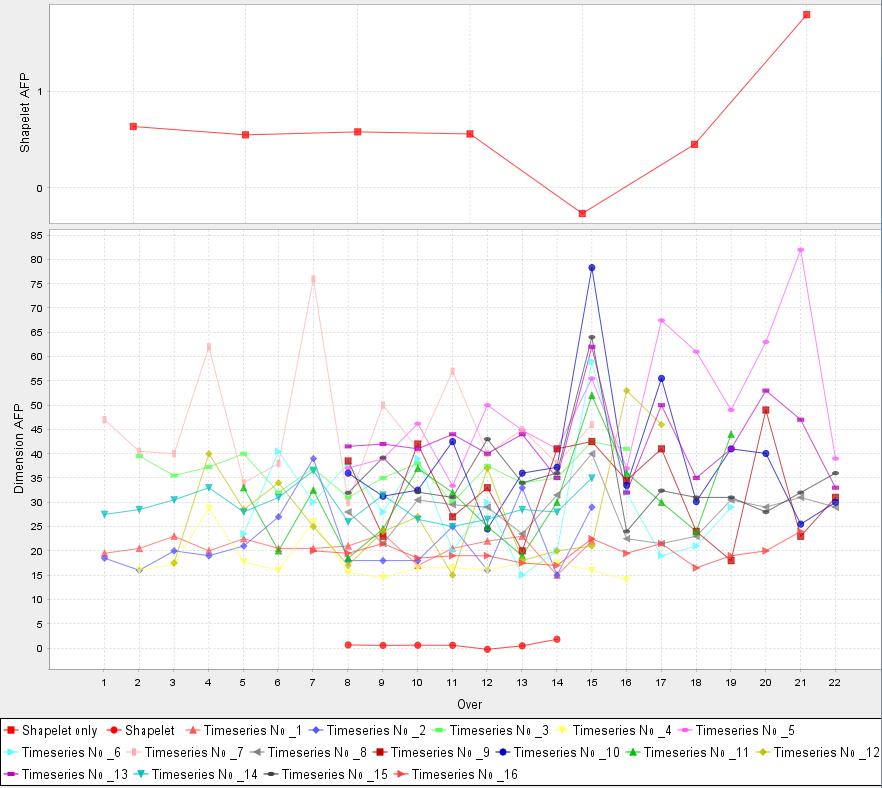 Shapelet AFP
1
0
Dimension AFP
85
80
75
70
65
60
55
50
45
40
35
30
25
20
15
10
5
0
1 2 3 4 5 6 7 8 9 10 11 12 13 14 15 16 17 18 19 20 21 22
Over
Shapelet only Shapelet Timeseries No _1 Timeseries No _2 Timeseries No _3 Timeseries No _4 Timeseries No _5
Timeseries No _6 Timeseries No _7 Timeseries No _8 Timeseries No _9 Timeseries No _10 Timeseries No _11 Timeseries No _12
Timeseries No _13 Timeseries No _14 Timeseries No _15 Timeseries No _16